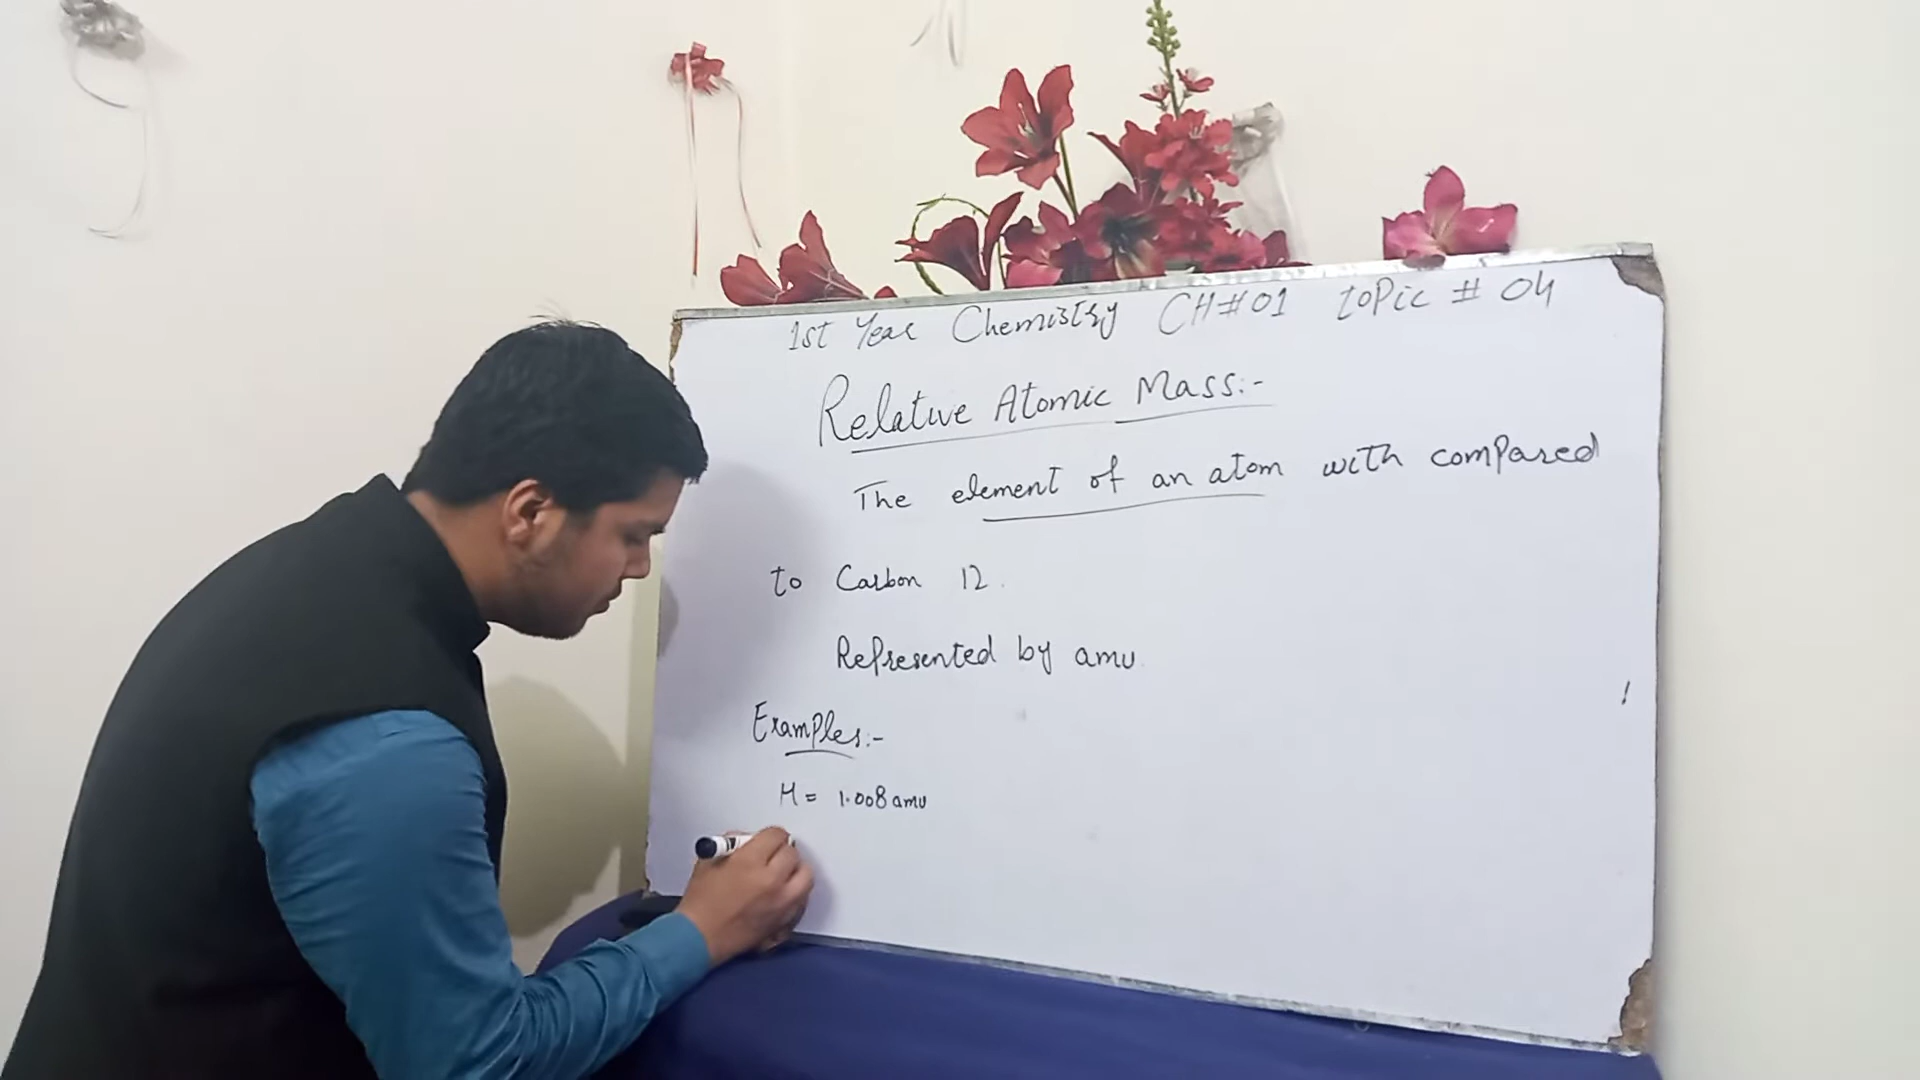 1st Year Chemistry CH#01 toPic # 04
Relative Atomic Mass:-
The element of an atom with compared
to Carbon 12.
Represented by amu.
Examples:-
H = 1.008 amu